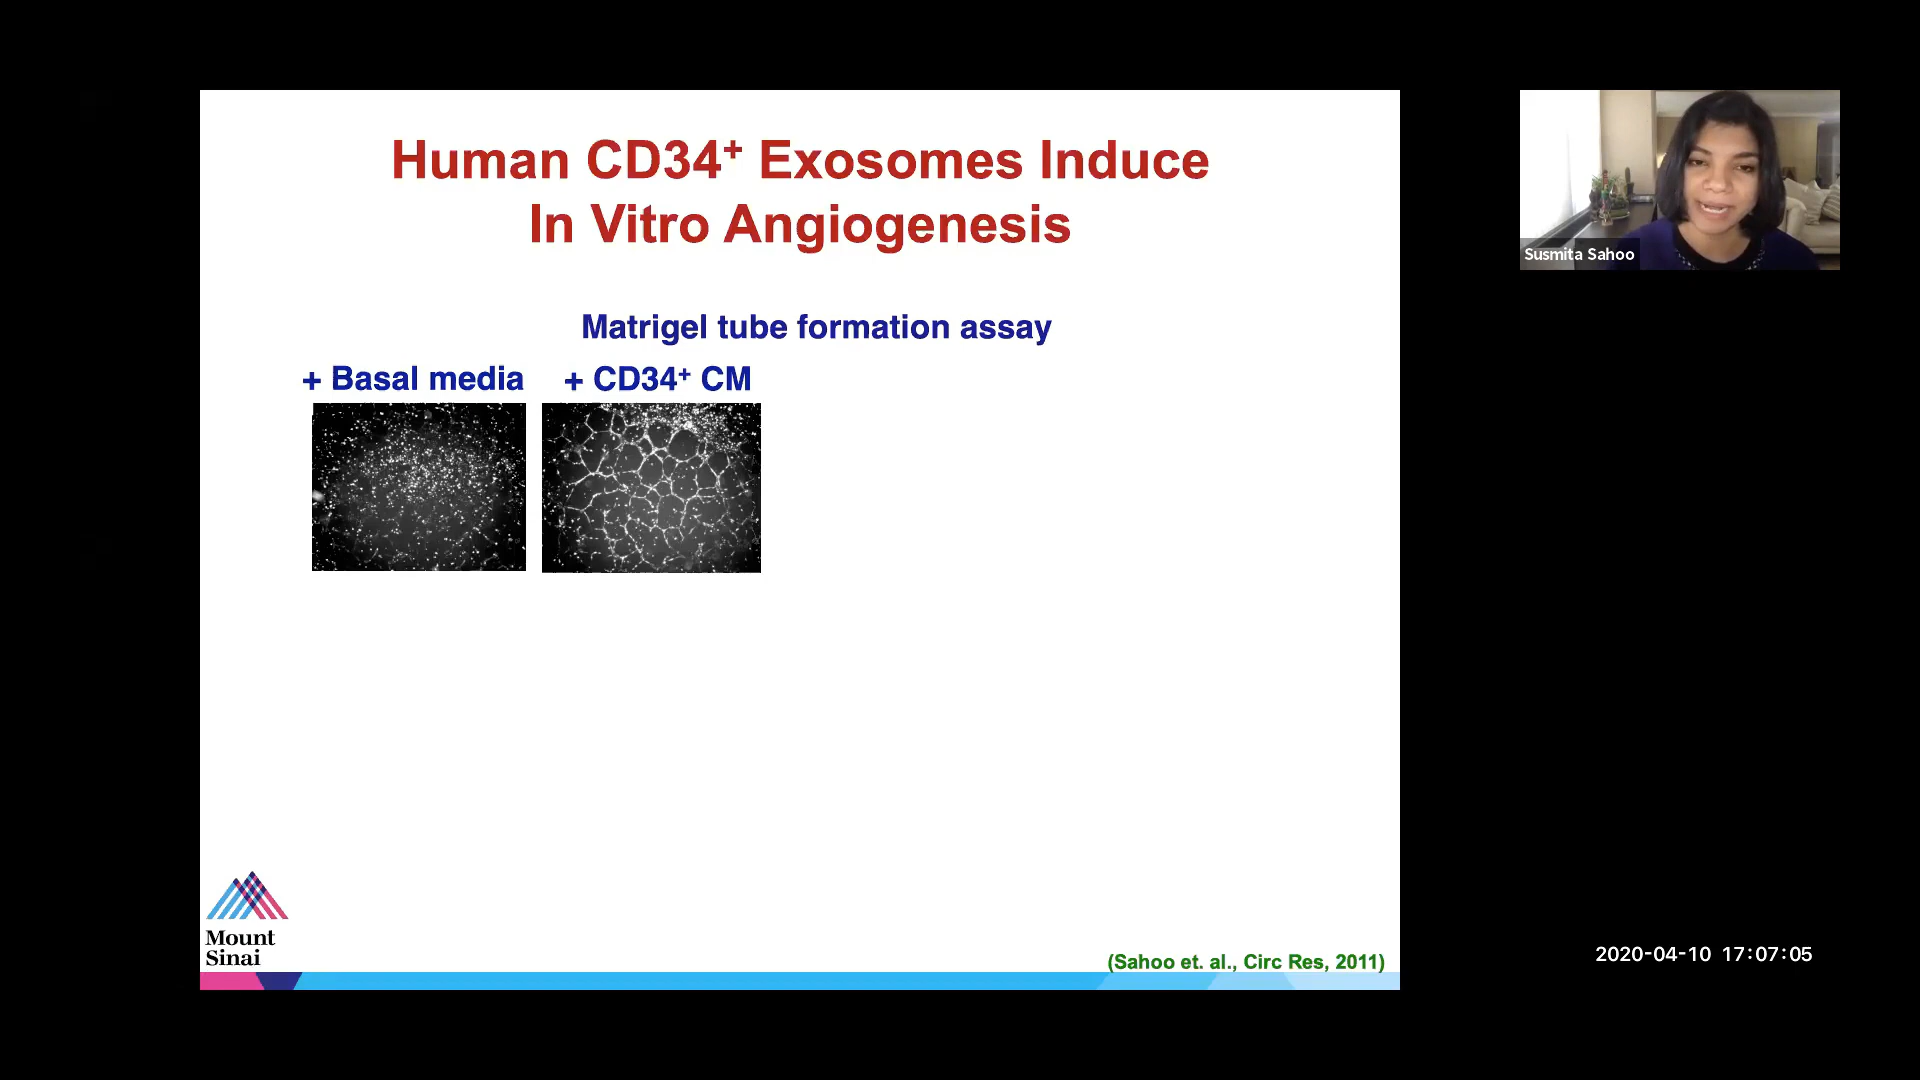 Human CD34⁺ Exosomes Induce
In Vitro Angiogenesis
Matrigel tube formation assay
+ Basal media + CD34⁺ CM
Mount
Sinai
(Sahoo et. al., Circ Res, 2011)
Susmita Sahoo
2020-04-10 17:07:05